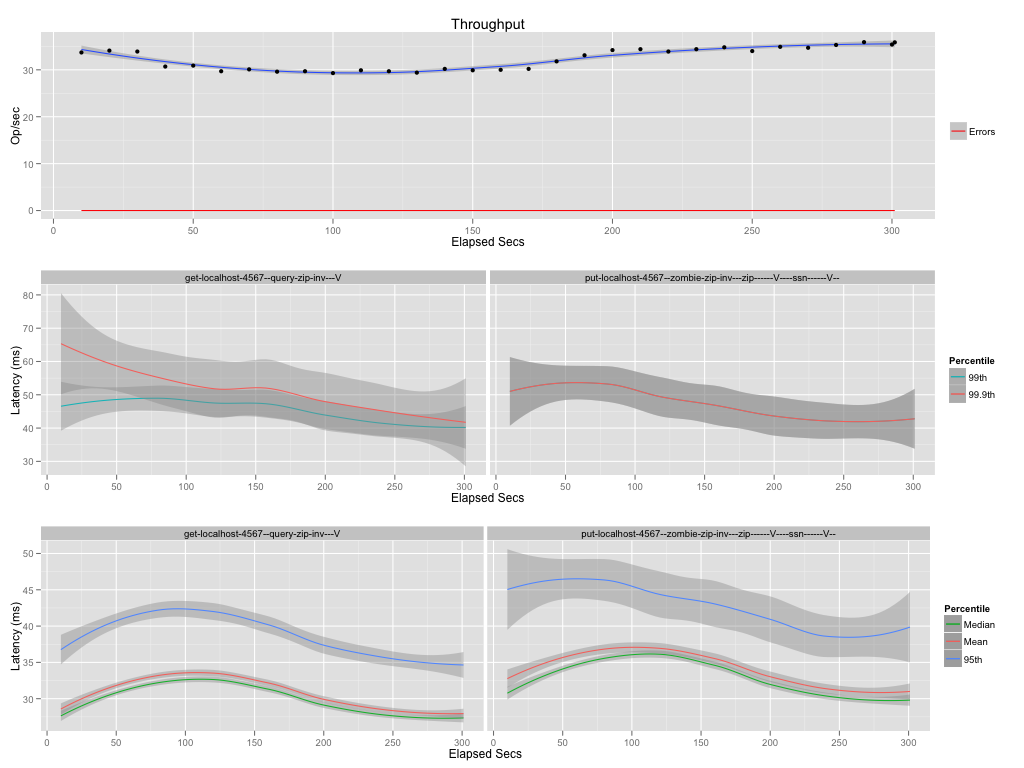 Throughput
Op/sec
30
20
10
0
0 50 100 150 200 250 300
Elapsed Secs
Errors
get-localhost-4567--query-zip-inv---V
put-localhost-4567--zombie-zip-inv---zip------V----ssn------V--
Latency (ms)
80
70
60
50
40
30
0 50 100 150 200 250 300
0 50 100 150 200 250 300
Elapsed Secs
Percentile
99th
99.9th
get-localhost-4567--query-zip-inv---V
put-localhost-4567--zombie-zip-inv---zip------V----ssn------V--
Latency (ms)
50
45
40
35
30
0 50 100 150 200 250 300
0 50 100 150 200 250 300
Elapsed Secs
Percentile
Median
Mean
95th